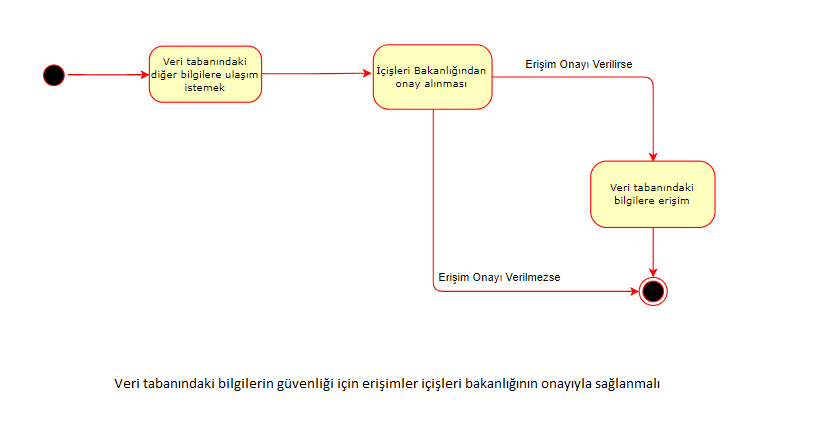 Veri tabanındaki
diğer bilgilere ulaşım
istemek
İçişleri Bakanlığından
onay alınması
Erişim Onayı Verilirse
Veri tabanındaki
bilgilere erişim
Erişim Onayı Verilmezse
Veri tabanındaki bilgilerin güvenliği için erişimler içişleri bakanlığının onayıyla sağlanmalı